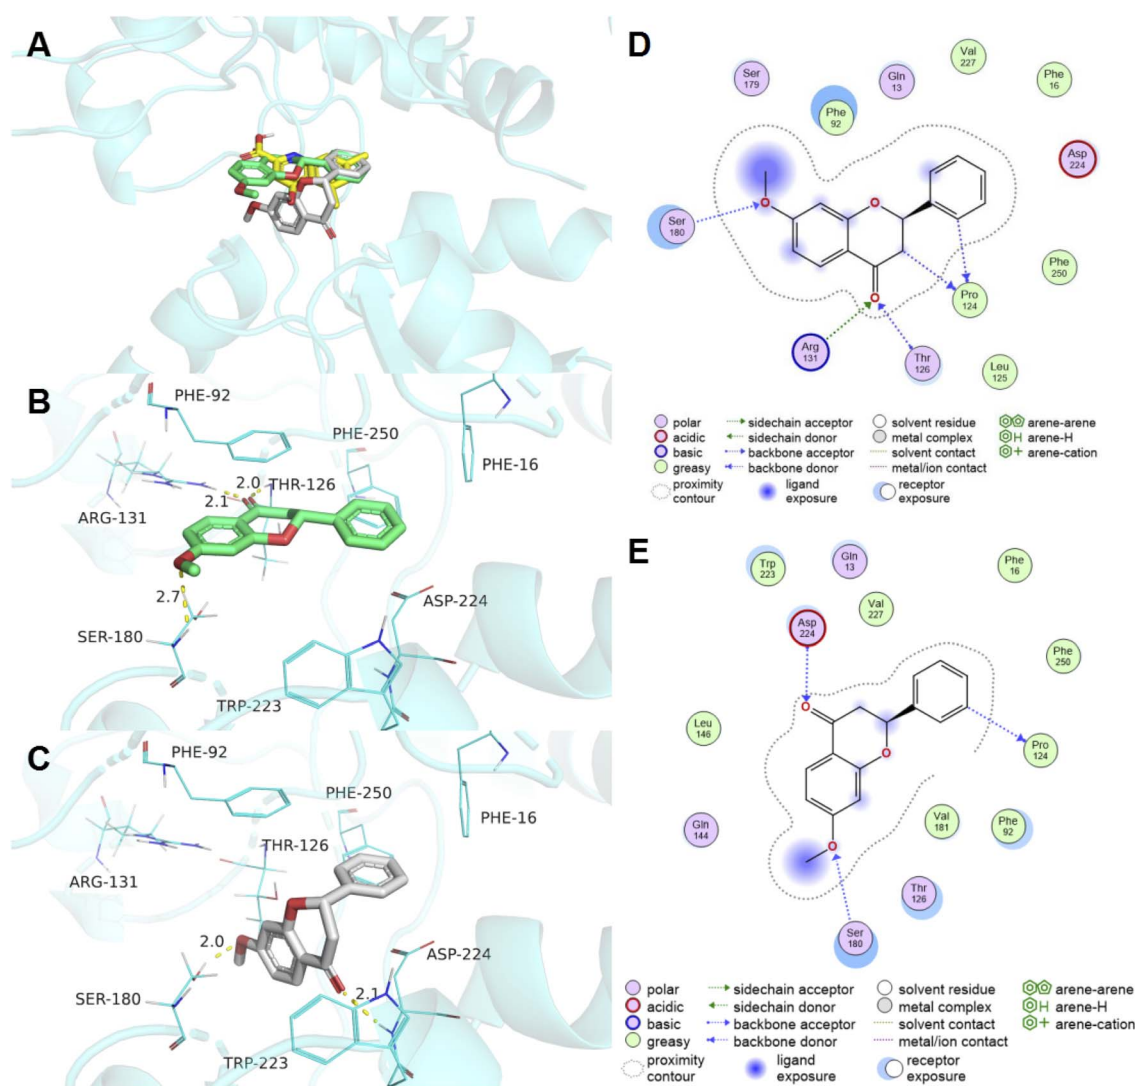 A
B
PHE-92
PHE-250
PHE-16
2.0
THR-126
2.1
ARG-131
2.7
ASP-224
SER-180
TRP-223
C
PHE-92
PHE-250
PHE-16
THR-126
ARG-131
2.0
ASP-224
2.1
SER-180
TRP-223
D
Val
227
Ser
179
Gln
13
Phe
16
Phe
92
Asp
224
O
O
Ser
180
Phe
250
O
Pro
124
Arg
131
Thr
126
Leu
125
polar
acidic
basic
greasy
proximity
contour
sidechain acceptor
sidechain donor
backbone acceptor
backbone donor
ligand
exposure
solvent residue
metal complex
solvent contact
metal/ion contact
receptor
exposure
arene-arene
H arene-H
+ arene-cation
E
Trp
223
Gln
13
Phe
16
Val
227
Asp
224
Phe
250
O
Leu
146
Pro
124
O
Gln
144
Val
181
Phe
92
O
Thr
126
Ser
180
polar
acidic
basic
greasy
proximity
contour
sidechain acceptor
sidechain donor
backbone acceptor
backbone donor
ligand
exposure
solvent residue
metal complex
solvent contact
metal/ion contact
receptor
exposure
arene-arene
H arene-H
+ arene-cation